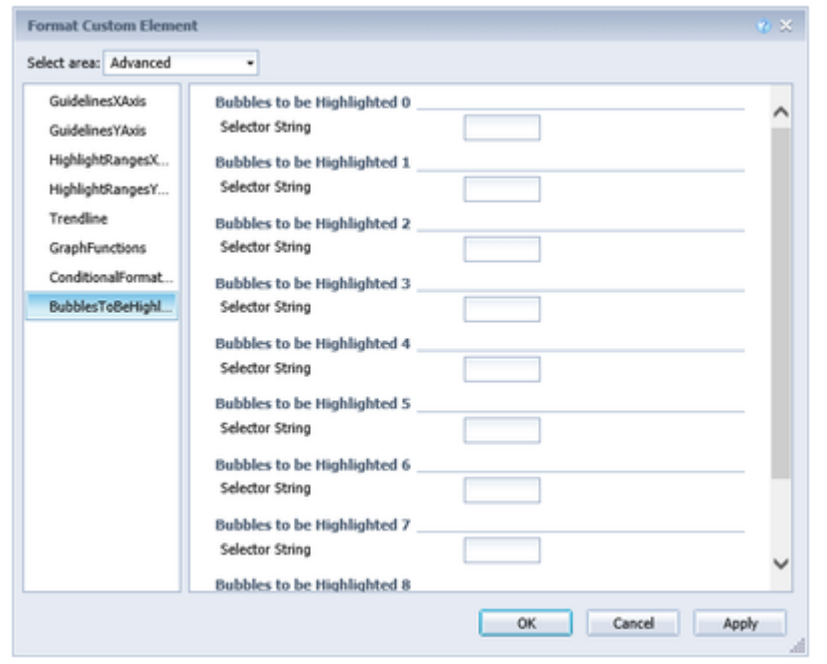 Format Custom Element
Select area: Advanced
GuidelinesXAxis
GuidelinesYAxis
HighlightRangesX...
HighlightRangesY...
Trendline
GraphFunctions
ConditionalFormat...
BubblesToBeHighl...
Bubbles to be Highlighted 0
Selector String
Bubbles to be Highlighted 1
Selector String
Bubbles to be Highlighted 2
Selector String
Bubbles to be Highlighted 3
Selector String
Bubbles to be Highlighted 4
Selector String
Bubbles to be Highlighted 5
Selector String
Bubbles to be Highlighted 6
Selector String
Bubbles to be Highlighted 7
Selector String
Bubbles to be Highlighted 8
OK Cancel Apply